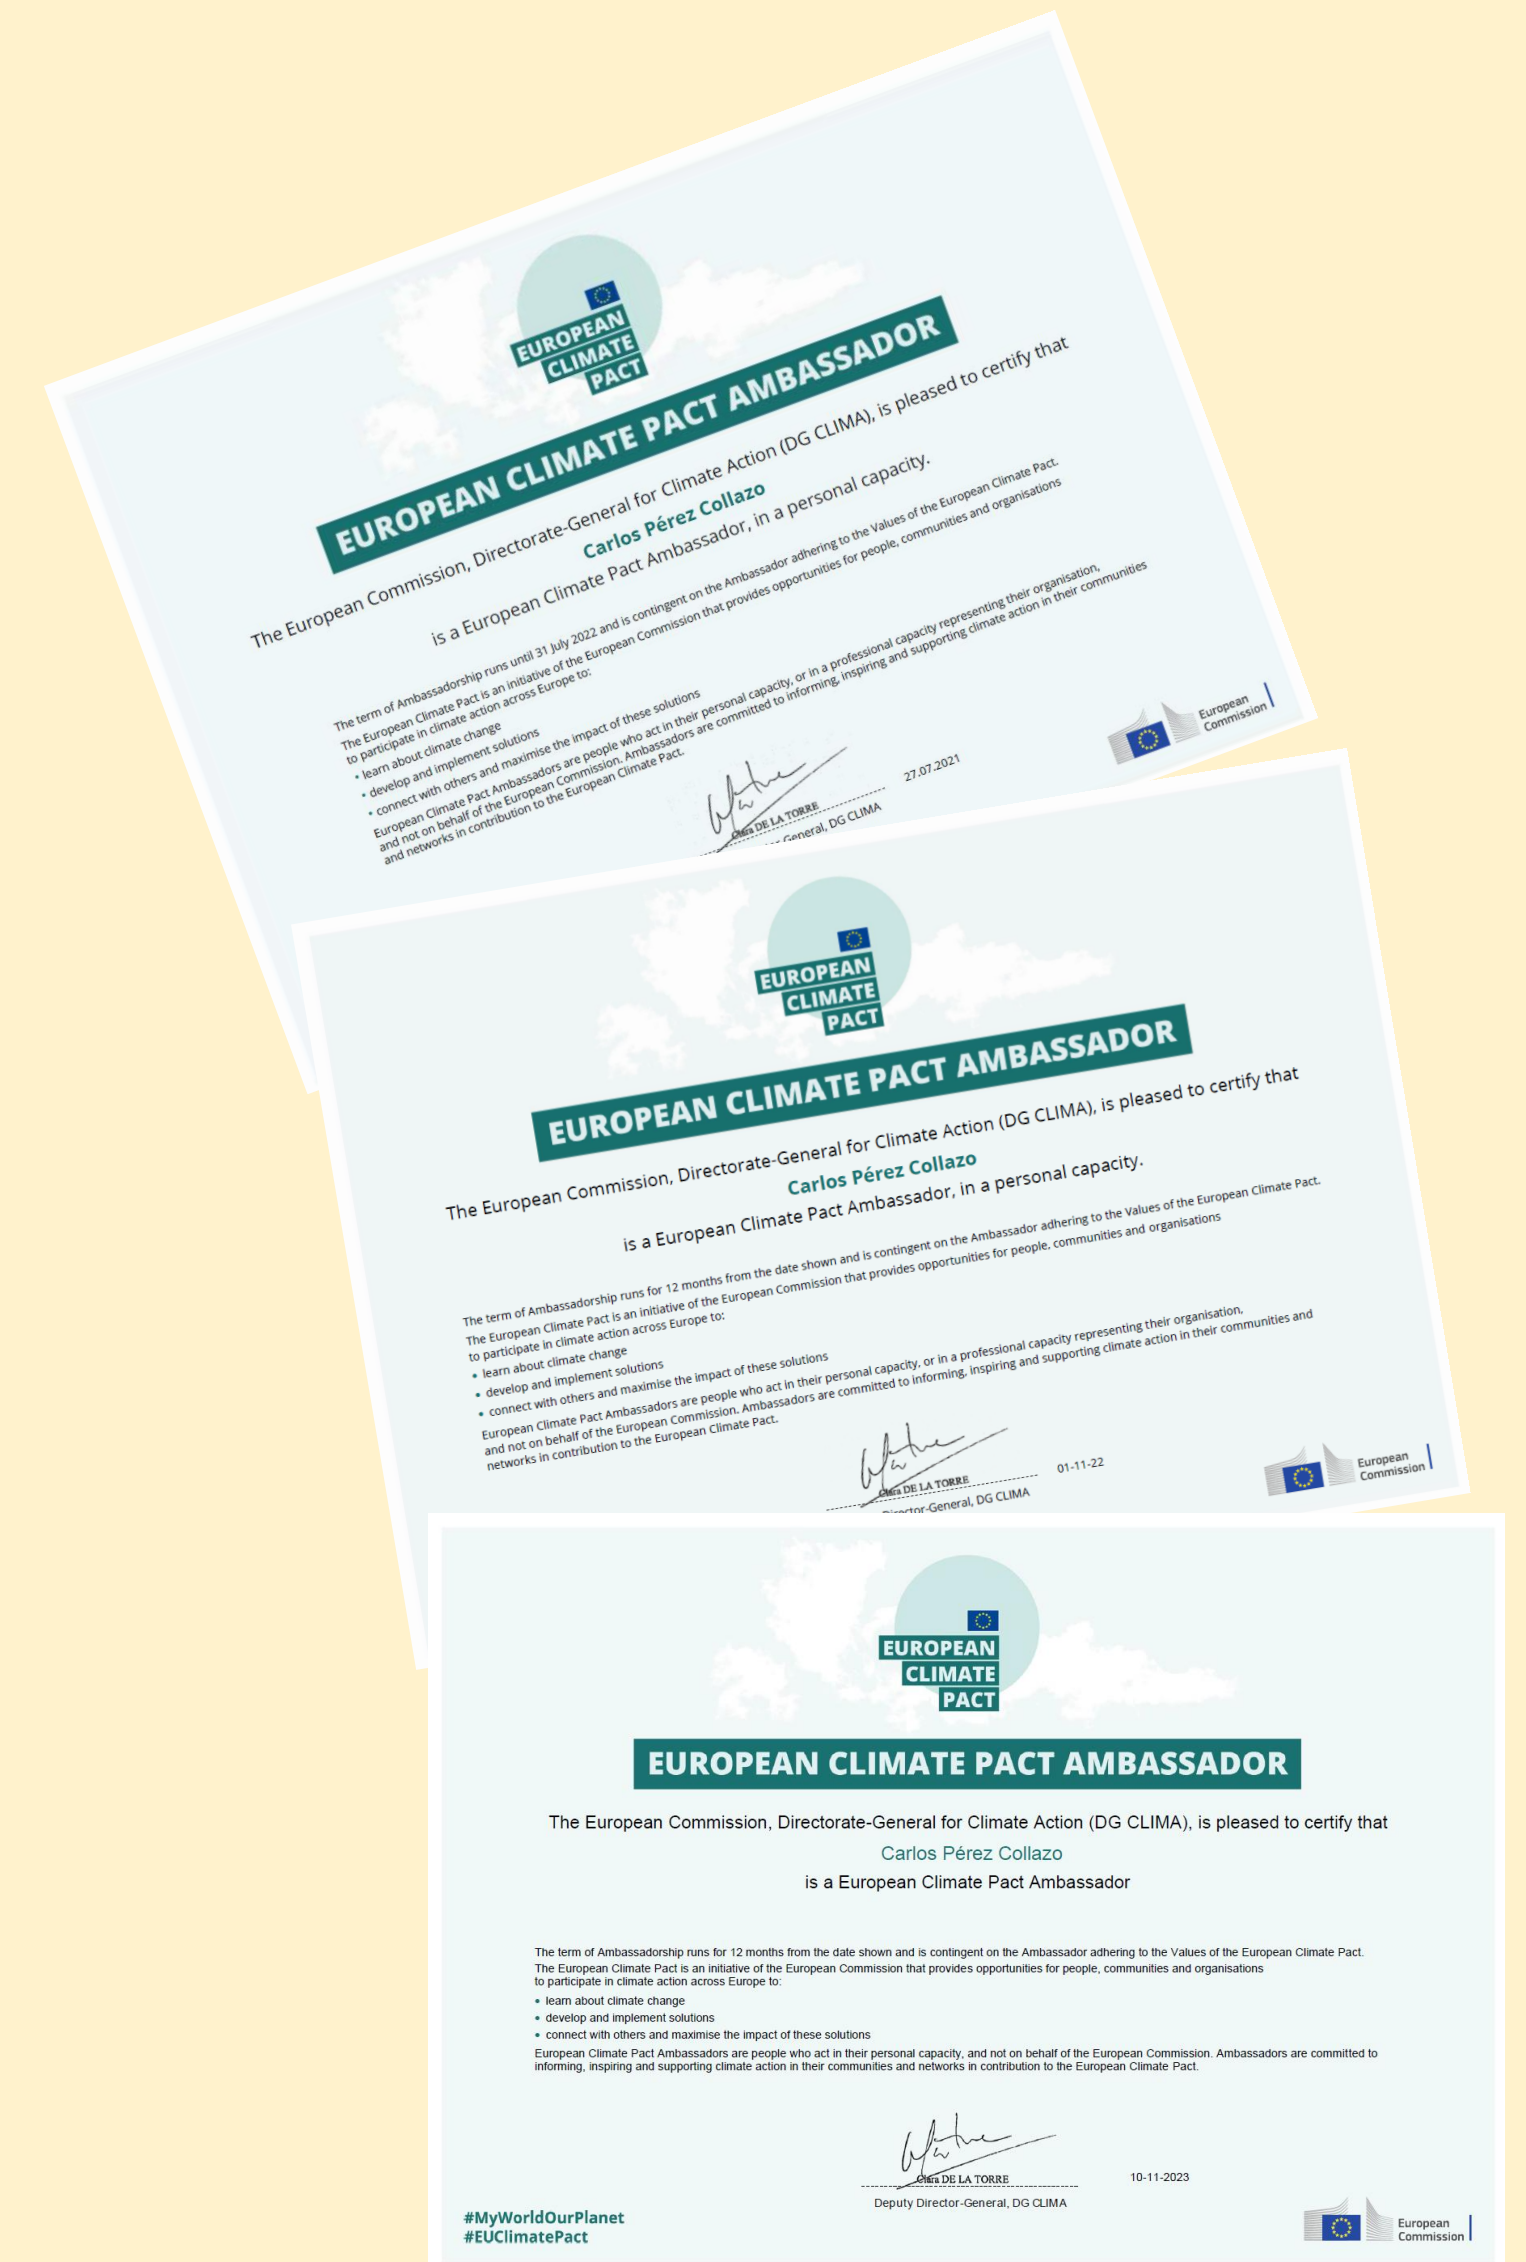 EUROPEAN
CLIMATE
PACT
EUROPEAN CLIMATE PACT AMBASSADOR
The European Commission, Directorate-General for Climate Action (DG CLIMA), is pleased to certify that
Carlos Pérez Collazo
is a European Climate Pact Ambassador, in a personal capacity.
The term of Ambassadorship runs until 31 July 2022 and is contingent on the Ambassador adhering to the Values of the European Climate Pact.
The European Climate Pact is an initiative of the European Commission that provides opportunities for people, communities and organisations
to participate in climate action across Europe to:
• learn about climate change
• develop and implement solutions
• connect with others and maximise the impact of these solutions
European Climate Pact Ambassadors are people who act in their personal capacity, or in a professional capacity representing their organisation,
and not on behalf of the European Commission. Ambassadors are committed to informing, inspiring and supporting climate action in their communities
and networks in contribution to the European Climate Pact.
Clara DE LA TORRE
27.07.2021
General, DG CLIMA
European
Commission
EUROPEAN
CLIMATE
PACT
EUROPEAN CLIMATE PACT AMBASSADOR
The European Commission, Directorate-General for Climate Action (DG CLIMA), is pleased to certify that
Carlos Pérez Collazo
is a European Climate Pact Ambassador, in a personal capacity.
The term of Ambassadorship runs for 12 months from the date shown and is contingent on the Ambassador adhering to the Values of the European Climate Pact.
The European Climate Pact is an initiative of the European Commission that provides opportunities for people, communities and organisations
to participate in climate action across Europe to:
• learn about climate change
• develop and implement solutions
• connect with others and maximise the impact of these solutions
European Climate Pact Ambassadors are people who act in their personal capacity, or in a professional capacity representing their organisation,
and not on behalf of the European Commission. Ambassadors are committed to informing, inspiring and supporting climate action in their communities and
networks in contribution to the European Climate Pact.
Clara DE LA TORRE
01-11-22
Director-General, DG CLIMA
European
Commission
EUROPEAN
CLIMATE
PACT
EUROPEAN CLIMATE PACT AMBASSADOR
The European Commission, Directorate-General for Climate Action (DG CLIMA), is pleased to certify that
Carlos Pérez Collazo
is a European Climate Pact Ambassador
The term of Ambassadorship runs for 12 months from the date shown and is contingent on the Ambassador adhering to the Values of the European Climate Pact.
The European Climate Pact is an initiative of the European Commission that provides opportunities for people, communities and organisations
to participate in climate action across Europe to:
• learn about climate change
• develop and implement solutions
• connect with others and maximise the impact of these solutions
European Climate Pact Ambassadors are people who act in their personal capacity, and not on behalf of the European Commission. Ambassadors are committed to
informing, inspiring and supporting climate action in their communities and networks in contribution to the European Climate Pact.
Clara DE LA TORRE
10-11-2023
Deputy Director-General, DG CLIMA
#MyWorldOurPlanet
#EUClimatePact
European
Commission